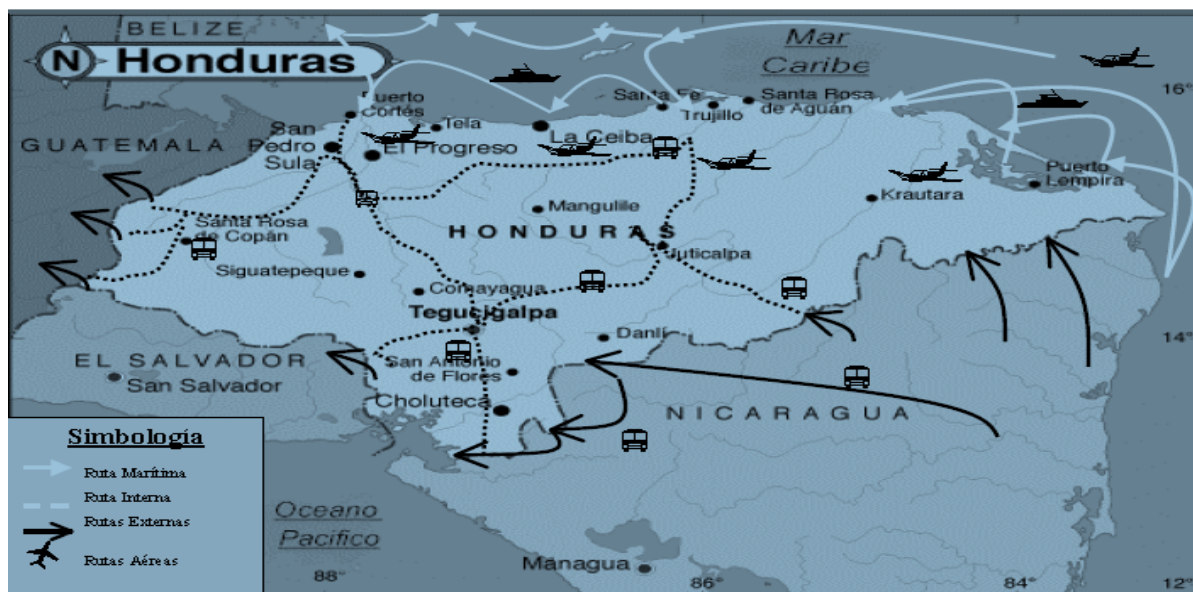 BELIZE
N Honduras
Mar
Caribe
16°
GUATEMALA
Puerto
Cortés
San
Pedro
Sula
Tela
El Progreso
La Ceiba
Santa Fe
Trujillo
Santa Rosa
de Aguán
Puerto
Lempira
Krautara
Mangulile
HONDURAS
Santa Rosa
de Copán
Juticalpa
Siguatepeque
Comayagua
Tegucigalpa
Danlí
14°
San Antonio
de Flores
EL SALVADOR
San Salvador
Choluteca
NICARAGUA
Simbología
Ruta Marítima
Ruta Interna
Rutas Externas
Rutas Aéreas
Oceano
Pacifico
Managua
88°
86°
84°
12°